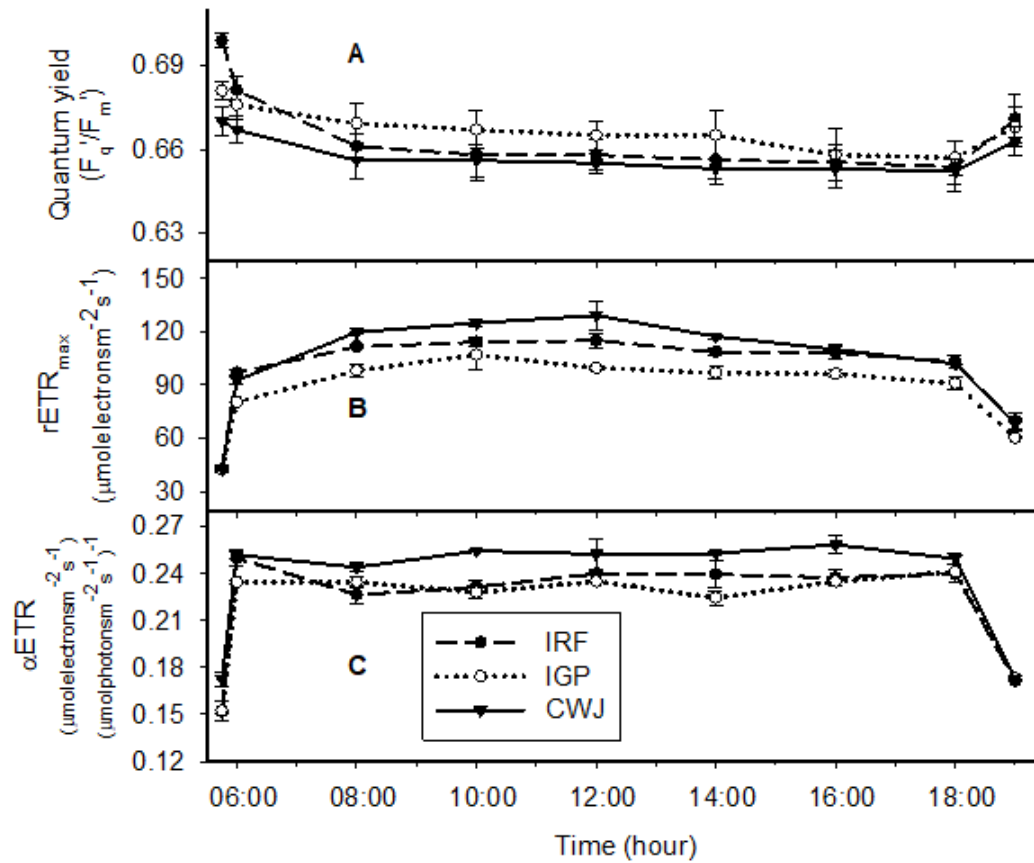 Quantum yield
(Fq'/Fm')
0.69
0.66
0.63
A
rETRmax
(µmolelectronsm-2s-1)
150
120
90
60
30
B
αETR
(µmolelectronsm-2s-1)
(µmolphotonsm-2s-1)-1
0.27
0.24
0.21
0.18
0.15
0.12
C
IRF
IGP
CWJ
06:00 08:00 10:00 12:00 14:00 16:00 18:00
Time (hour)